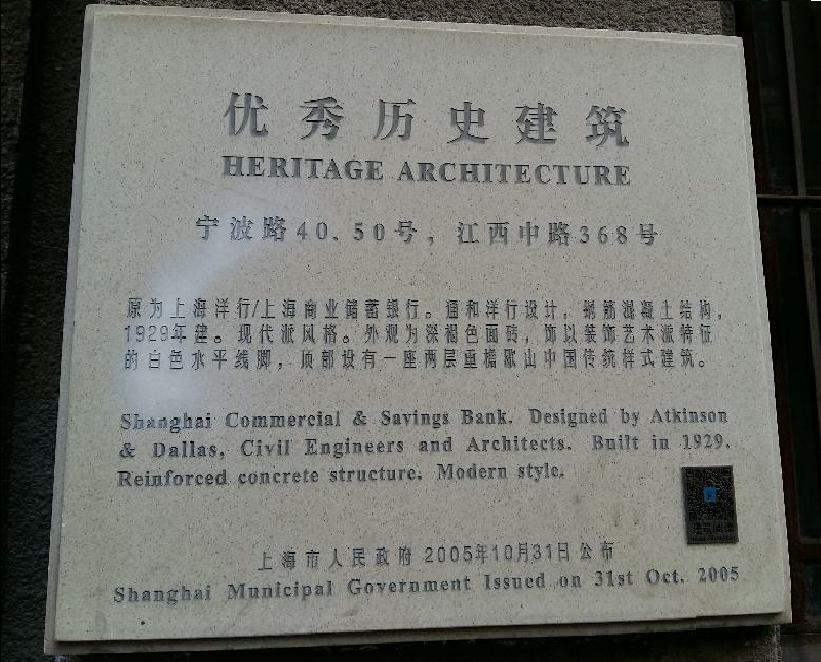 优秀历史建筑
HERITAGE ARCHITECTURE
宁波路40、50号，江西中路368号
原为上海洋行/上海商业储蓄银行。通和洋行设计，钢筋混凝土结构，
1929年建。现代派风格。外观为深褐色面砖，饰以装饰艺术派特征
的白色水平线脚，顶部设有一座两层重檐歇山中国传统样式建筑。
Shanghai Commercial & Savings Bank. Designed by Atkinson
& Dallas, Civil Engineers and Architects. Built in 1929.
Reinforced concrete structure. Modern style.
上海市人民政府 2005年10月31日公布
Shanghai Municipal Government Issued on 31st Oct. 2005